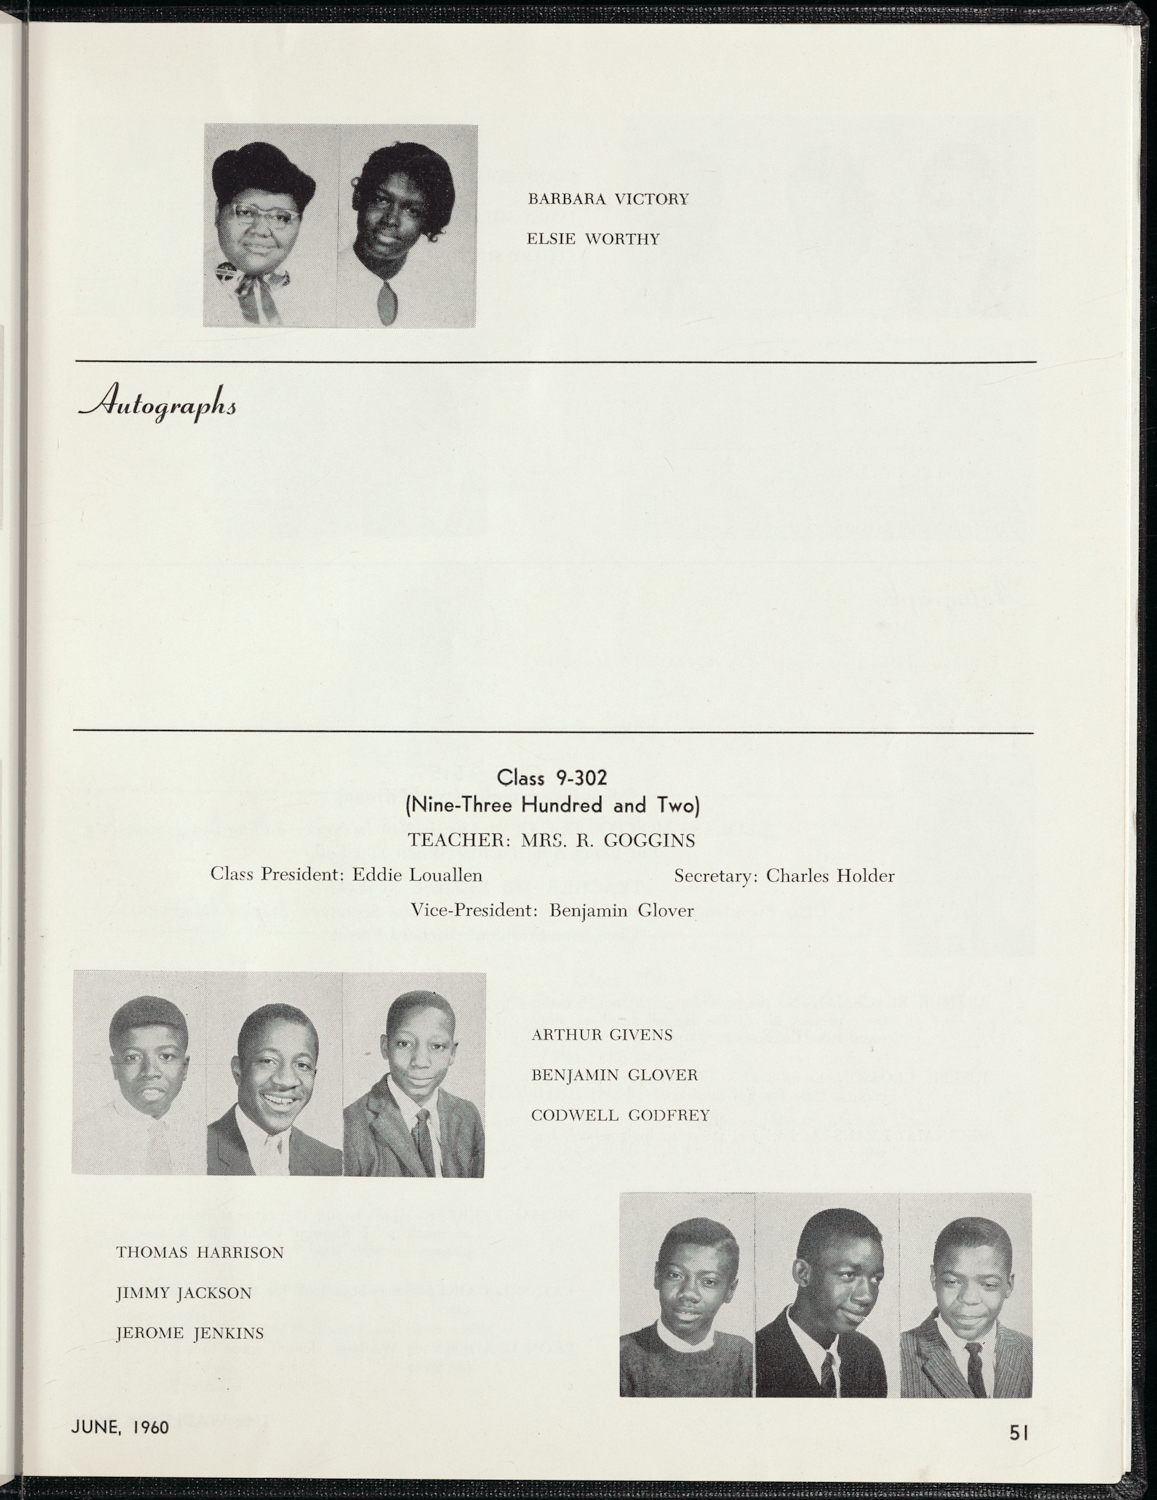 BARBARA VICTORY
ELSIE WORTHY
Autographs
Class 9-302
(Nine-Three Hundred and Two)
TEACHER: MRS. R. GOGGINS
Class President: Eddie Louallen Secretary: Charles Holder
Vice-President: Benjamin Glover
ARTHUR GIVENS
BENJAMIN GLOVER
CODWELL GODFREY
THOMAS HARRISON
JIMMY JACKSON
JEROME JENKINS
JUNE, 1960 51